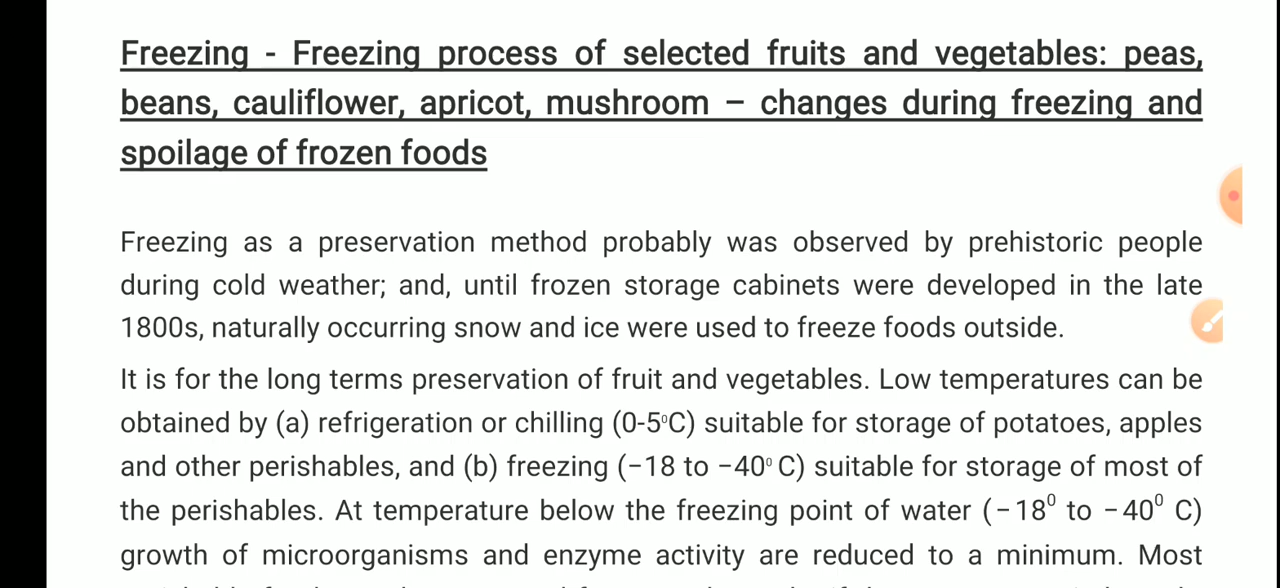 Freezing - Freezing process of selected fruits and vegetables: peas,
beans, cauliflower, apricot, mushroom – changes during freezing and
spoilage of frozen foods
Freezing as a preservation method probably was observed by prehistoric people
during cold weather; and, until frozen storage cabinets were developed in the late
1800s, naturally occurring snow and ice were used to freeze foods outside.
It is for the long terms preservation of fruit and vegetables. Low temperatures can be
obtained by (a) refrigeration or chilling (0-5⁰C) suitable for storage of potatoes, apples
and other perishables, and (b) freezing (−18 to −40⁰ C) suitable for storage of most of
the perishables. At temperature below the freezing point of water (−18⁰ to −40⁰ C)
growth of microorganisms and enzyme activity are reduced to a minimum. Most